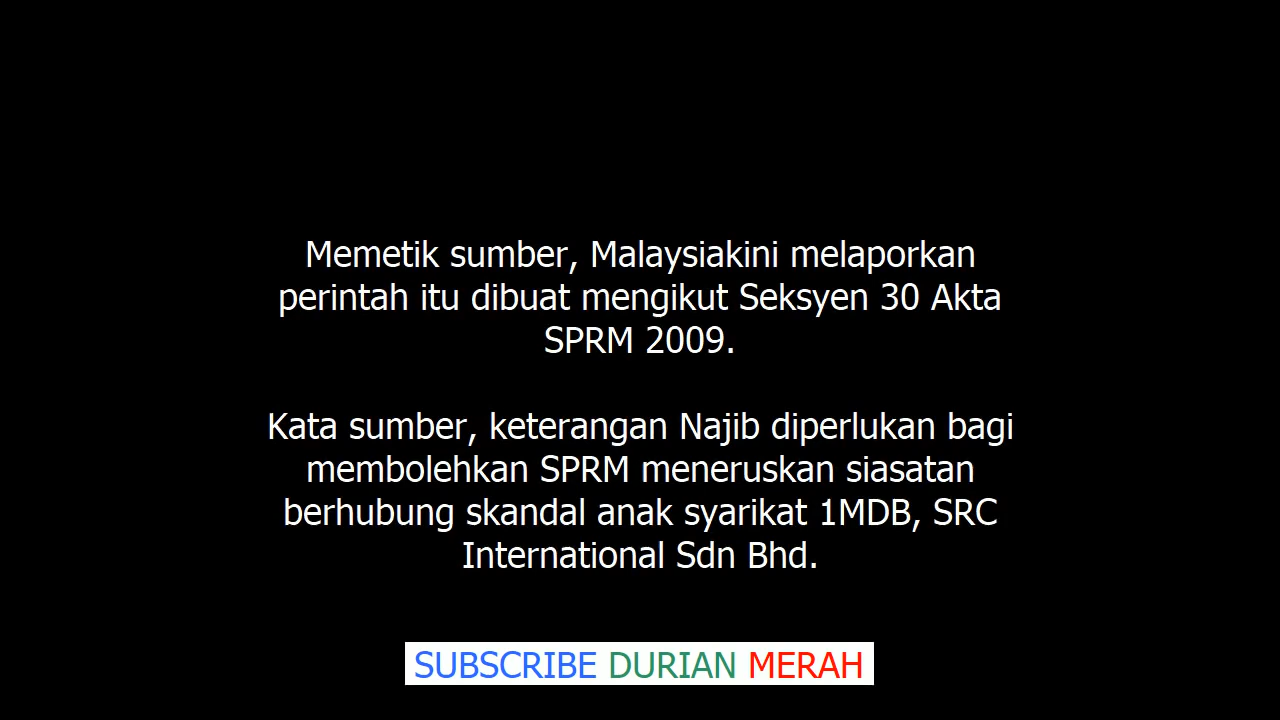 Memetik sumber, Malaysiakini melaporkan
perintah itu dibuat mengikut Seksyen 30 Akta
SPRM 2009.
Kata sumber, keterangan Najib diperlukan bagi
membolehkan SPRM meneruskan siasatan
berhubung skandal anak syarikat 1MDB, SRC
International Sdn Bhd.
SUBSCRIBE DURIAN MERAH